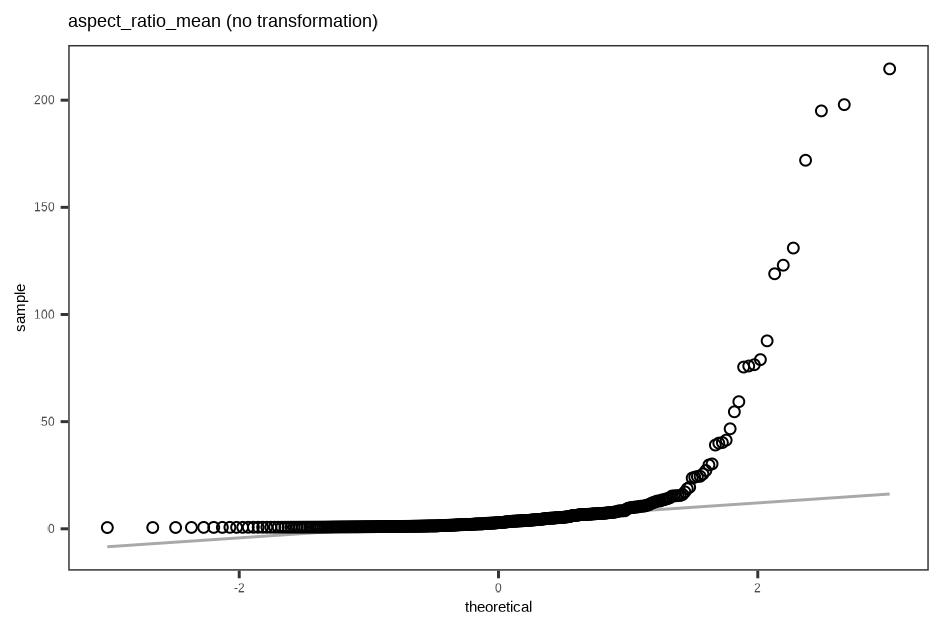 aspect_ratio_mean (no transformation)
200
150
100
50
0
sample
-2 0 2
theoretical